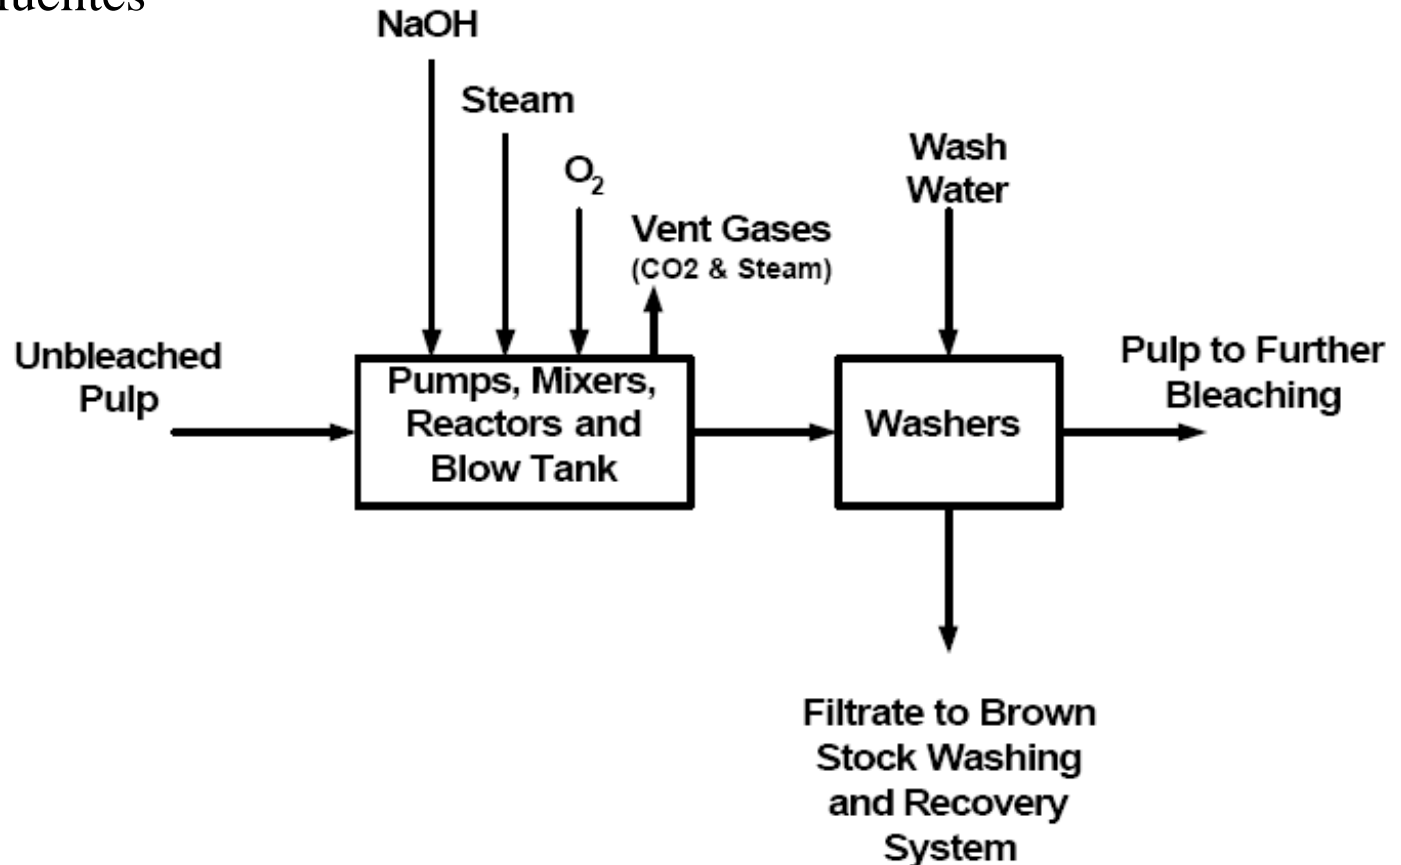 NaOH
Steam
O2
Wash
Water
Vent Gases
(CO2 & Steam)
Unbleached
Pulp
Pumps, Mixers,
Reactors and
Blow Tank
Washers
Pulp to Further
Bleaching
Filtrate to Brown
Stock Washing
and Recovery
System